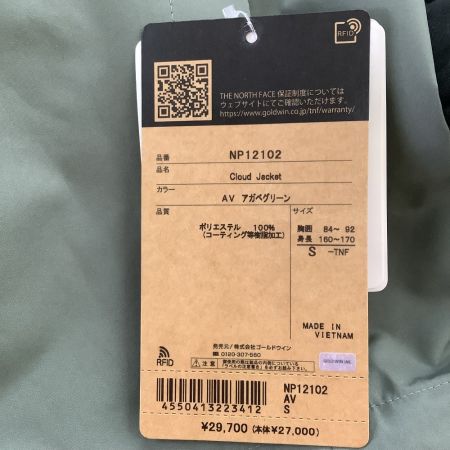 RFID
THE NORTH FACE 保証制度については
ウェブサイトにてご確認いただけます。
https://www.goldwin.co.jp/tnf/warranty/
品番 NP12102
品名 Cloud Jacket
カラー AV アガベグリーン
品質 サイズ
ポリエステル 100%
(コーティング等樹脂加工)
胸囲 84～ 92
身長 160～170
S -TNF
MADE IN
VIETNAM
発売元/株式会社ゴールドウイン
0120-307-560
RFID
注意
GOLDWIN INC.
4550413223412
NP12102
AV
S
¥29,700 (本体¥27,000)